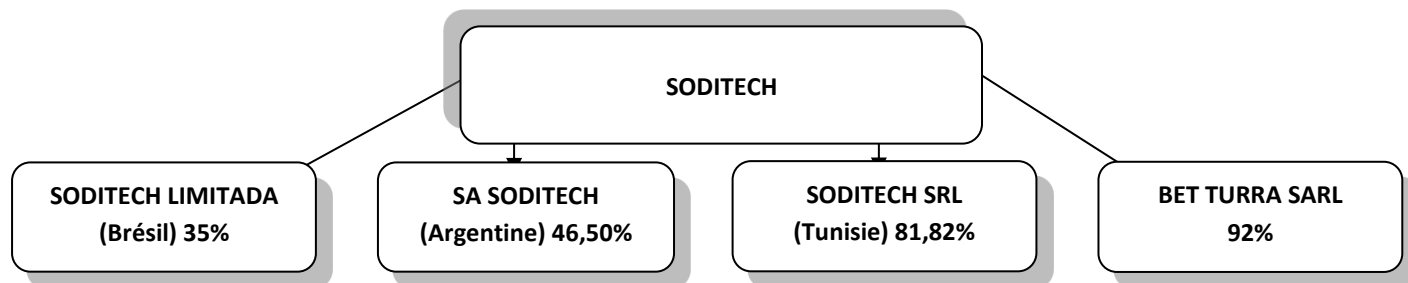 SODITECH
SODITECH LIMITADA
(Brésil) 35%
SA SODITECH
(Argentine) 46,50%
SODITECH SRL
(Tunisie) 81,82%
BET TURRA SARL
92%